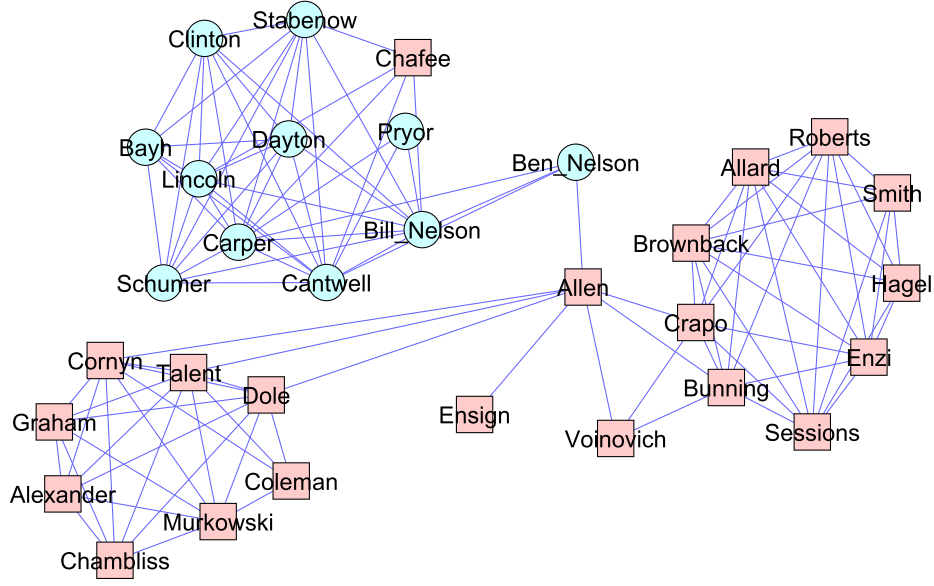 Stabenow
Clinton
Chafee
Pryor
Roberts
Dayton
Bayh
Ben_Nelson
Allard
Lincoln
Smith
Bill_Nelson
Carper
Brownback
Schumer
Cantwell
Allen
Hagel
Crapo
Cornyn
Talent
Enzi
Dole
Bunning
Graham
Ensign
Voinovich
Sessions
Coleman
Alexander
Murkowski
Chambliss